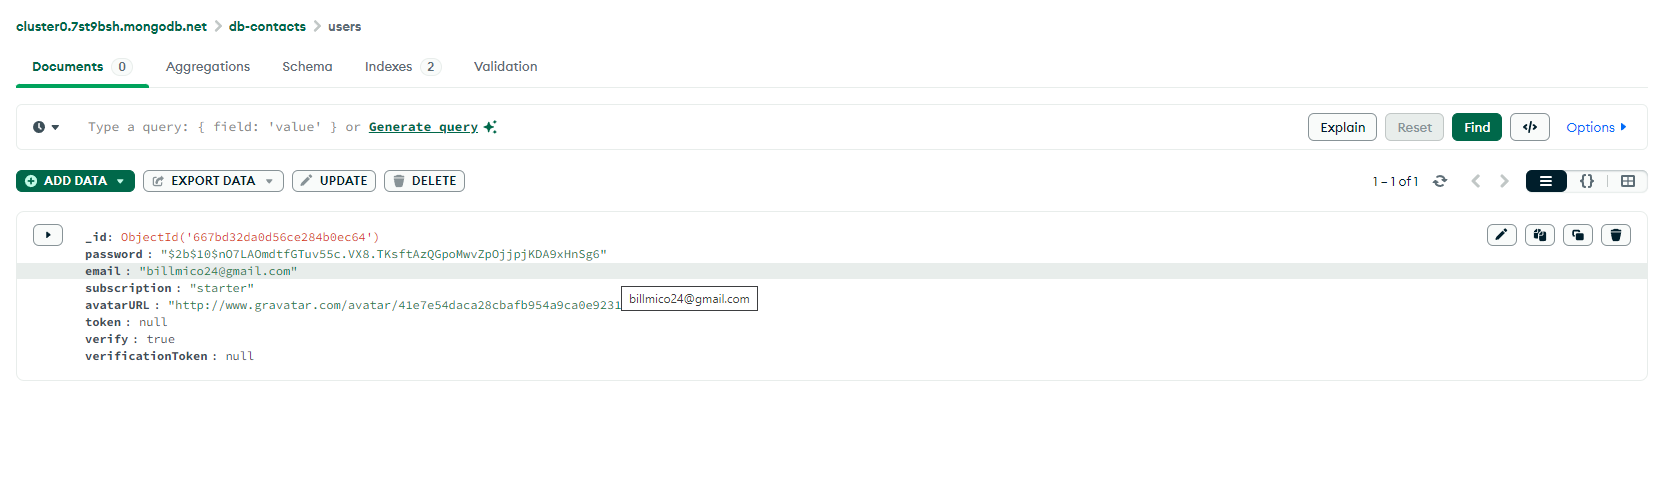 cluster0.7st9bsh.mongodb.net > db-contacts > users
Documents 0 Aggregations Schema Indexes 2 Validation
Type a query: { field: 'value' } or Generate query Explain Reset Find </> Options
ADD DATA EXPORT DATA UPDATE DELETE 1 – 1 of 1 {}
_id: ObjectId('667bd32da0d56ce284b0ec64')
password : "$2b$10$nO7LAOmdtfGTuv55c.VX8.TKsftAzQGpoMwvZpOjjpjKDA9xHnSg6"
email : "billmico24@gmail.com"
subscription : "starter"
avatarURL : "http://www.gravatar.com/avatar/41e7e54daca28cbafb954a9ca0e9231
billmico24@gmail.com
token : null
verify : true
verificationToken : null